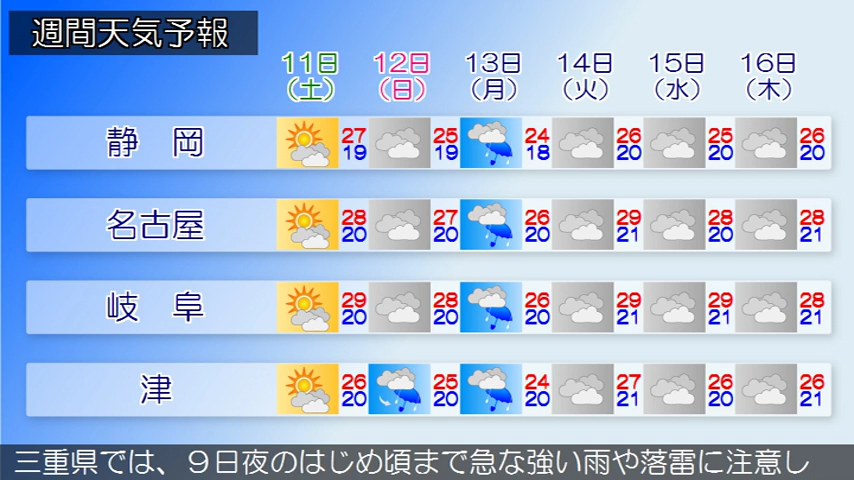 週間天気予報
11日 12日 13日 14日 15日 16日
(土) (日) (月) (火) (水) (木)
静 岡 27 19 25 19 24 18 26 20 25 20 26 20
名古屋 28 20 27 20 26 20 29 21 28 20 28 21
岐 阜 29 20 28 20 26 20 29 21 29 21 28 21
津 26 20 25 20 24 20 27 21 26 20 26 21
三重県では、９日夜のはじめ頃まで急な強い雨や落雷に注意し